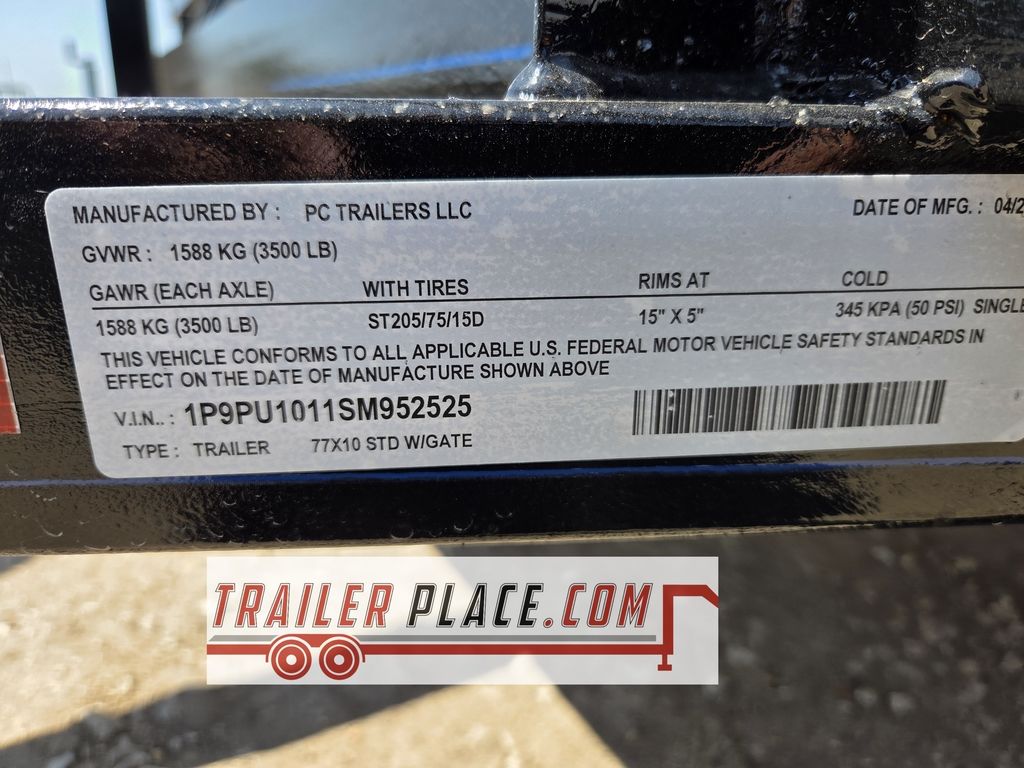 MANUFACTURED BY : PC TRAILERS LLC DATE OF MFG. : 04/2
GVWR : 1588 KG (3500 LB)
GAWR (EACH AXLE) WITH TIRES RIMS AT COLD
1588 KG (3500 LB) ST205/75/15D 15" X 5" 345 KPA (50 PSI) SINGLE
THIS VEHICLE CONFORMS TO ALL APPLICABLE U.S. FEDERAL MOTOR VEHICLE SAFETY STANDARDS IN
EFFECT ON THE DATE OF MANUFACTURE SHOWN ABOVE
V.I.N.. : 1P9PU1011SM952525
TYPE : TRAILER 77X10 STD W/GATE
TRAILER PLACE.COM